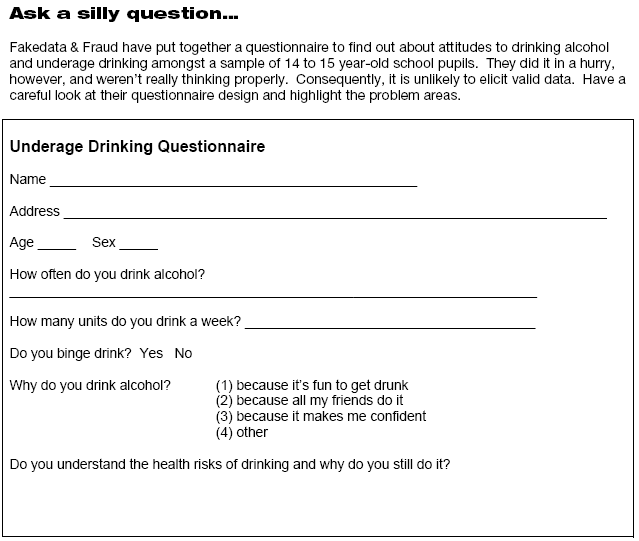 Ask a silly question...
Fakedata & Fraud have put together a questionnaire to find out about attitudes to drinking alcohol
and underage drinking amongst a sample of 14 to 15 year-old school pupils. They did it in a hurry,
however, and weren't really thinking properly. Consequently, it is unlikely to elicit valid data. Have a
careful look at their questionnaire design and highlight the problem areas.
Underage Drinking Questionnaire
Name ______________________________________________
Address ____________________________________________________________________
Age _____ Sex _____
How often do you drink alcohol?
__________________________________________________________________
How many units do you drink a week? _____________________________________
Do you binge drink? Yes No
Why do you drink alcohol? (1) because it's fun to get drunk
(2) because all my friends do it
(3) because it makes me confident
(4) other
Do you understand the health risks of drinking and why do you still do it?